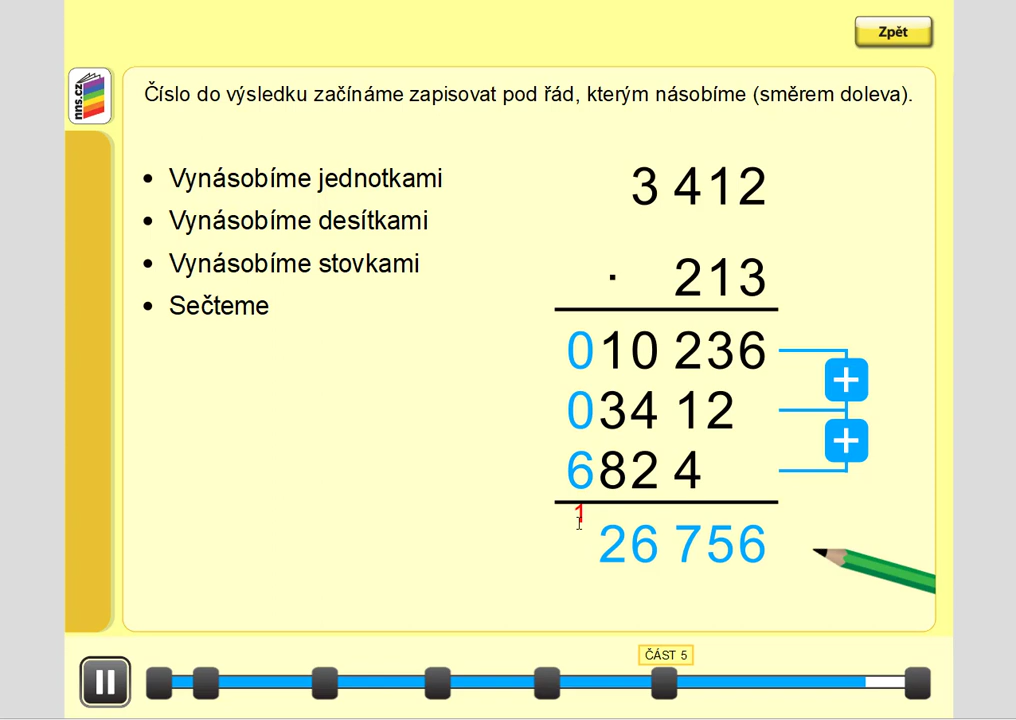 Zpět
nns.cz
Číslo do výsledku začínáme zapisovat pod řád, kterým násobíme (směrem doleva).
• Vynásobíme jednotkami
• Vynásobíme desítkami
• Vynásobíme stovkami
• Sečteme
3 412
· 213
010 236
034 12
682 4
1
26 756
+
+
ČÁST 5